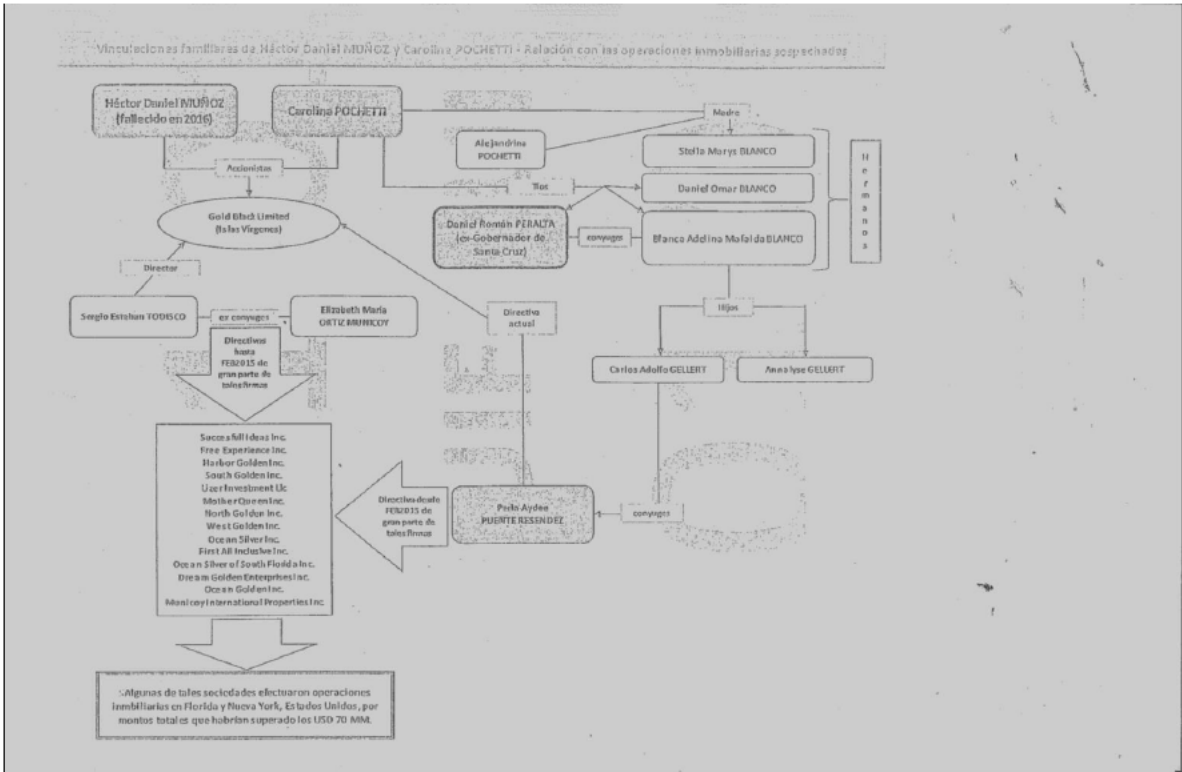 Vinculaciones familiares de Héctor Daniel MUÑOZ y Carolina POCHETTI - Relación con las operaciones inmobiliarias sospechadas
Héctor Daniel MUÑOZ
(fallecido en 2016)
Carolina POCHETTI
Madre
Alejandrina
POCHETTI
Stella Marys BLANCO
Accionistas
Tios
Daniel Omar BLANCO
Hermanos
Gold Black Limited
(Islas Vírgenes)
Daniel Román PERALTA
(ex-Gobernador de
Santa Cruz)
conyuges
Blanca Adelina Mafalda BLANCO
Director
Sergio Esteban TODISCO
ex conyuges
Elizabeth María
ORTIZ MUNICOY
Directiva
actual
Hijos
Directivos
hasta
FEB2015 de
gran parte de
tales firmas
Carlos Adolfo GELLERT
Annalyse GELLERT
Succesfull Ideas Inc.
Free Experience Inc.
Harbor Golden Inc.
South Golden Inc.
Uzer Investment Llc
Mother Queen Inc.
North Golden Inc.
West Golden Inc.
Ocean Silver Inc.
First All Inclusive Inc.
Ocean Silver of South Florida Inc.
Dream Golden Enterprises Inc.
Ocean Golden Inc.
Monicoy International Properties Inc.
Directiva desde
FEB2015 de
gran parte de
tales firmas
Perla Aydee
PUENTE RESENDEZ
conyuges
Algunas de tales sociedades efectuaron operaciones
inmbiliarias en Florida y Nueva York, Estados Unidos, por
montos totales que habrían superado los USD 70 MM.